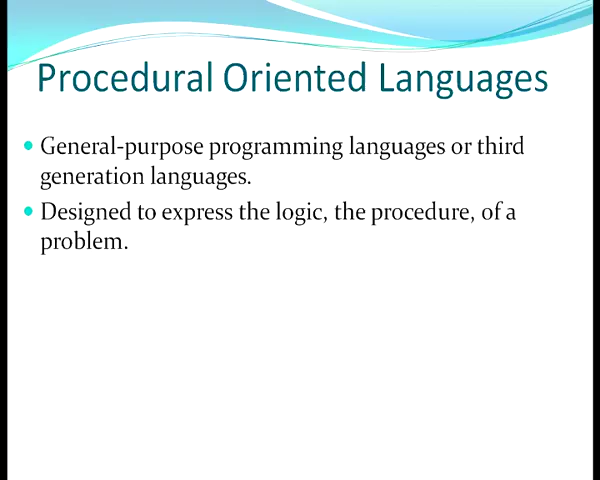 Procedural Oriented Languages
General-purpose programming languages or third
generation languages.
Designed to express the logic, the procedure, of a
problem.